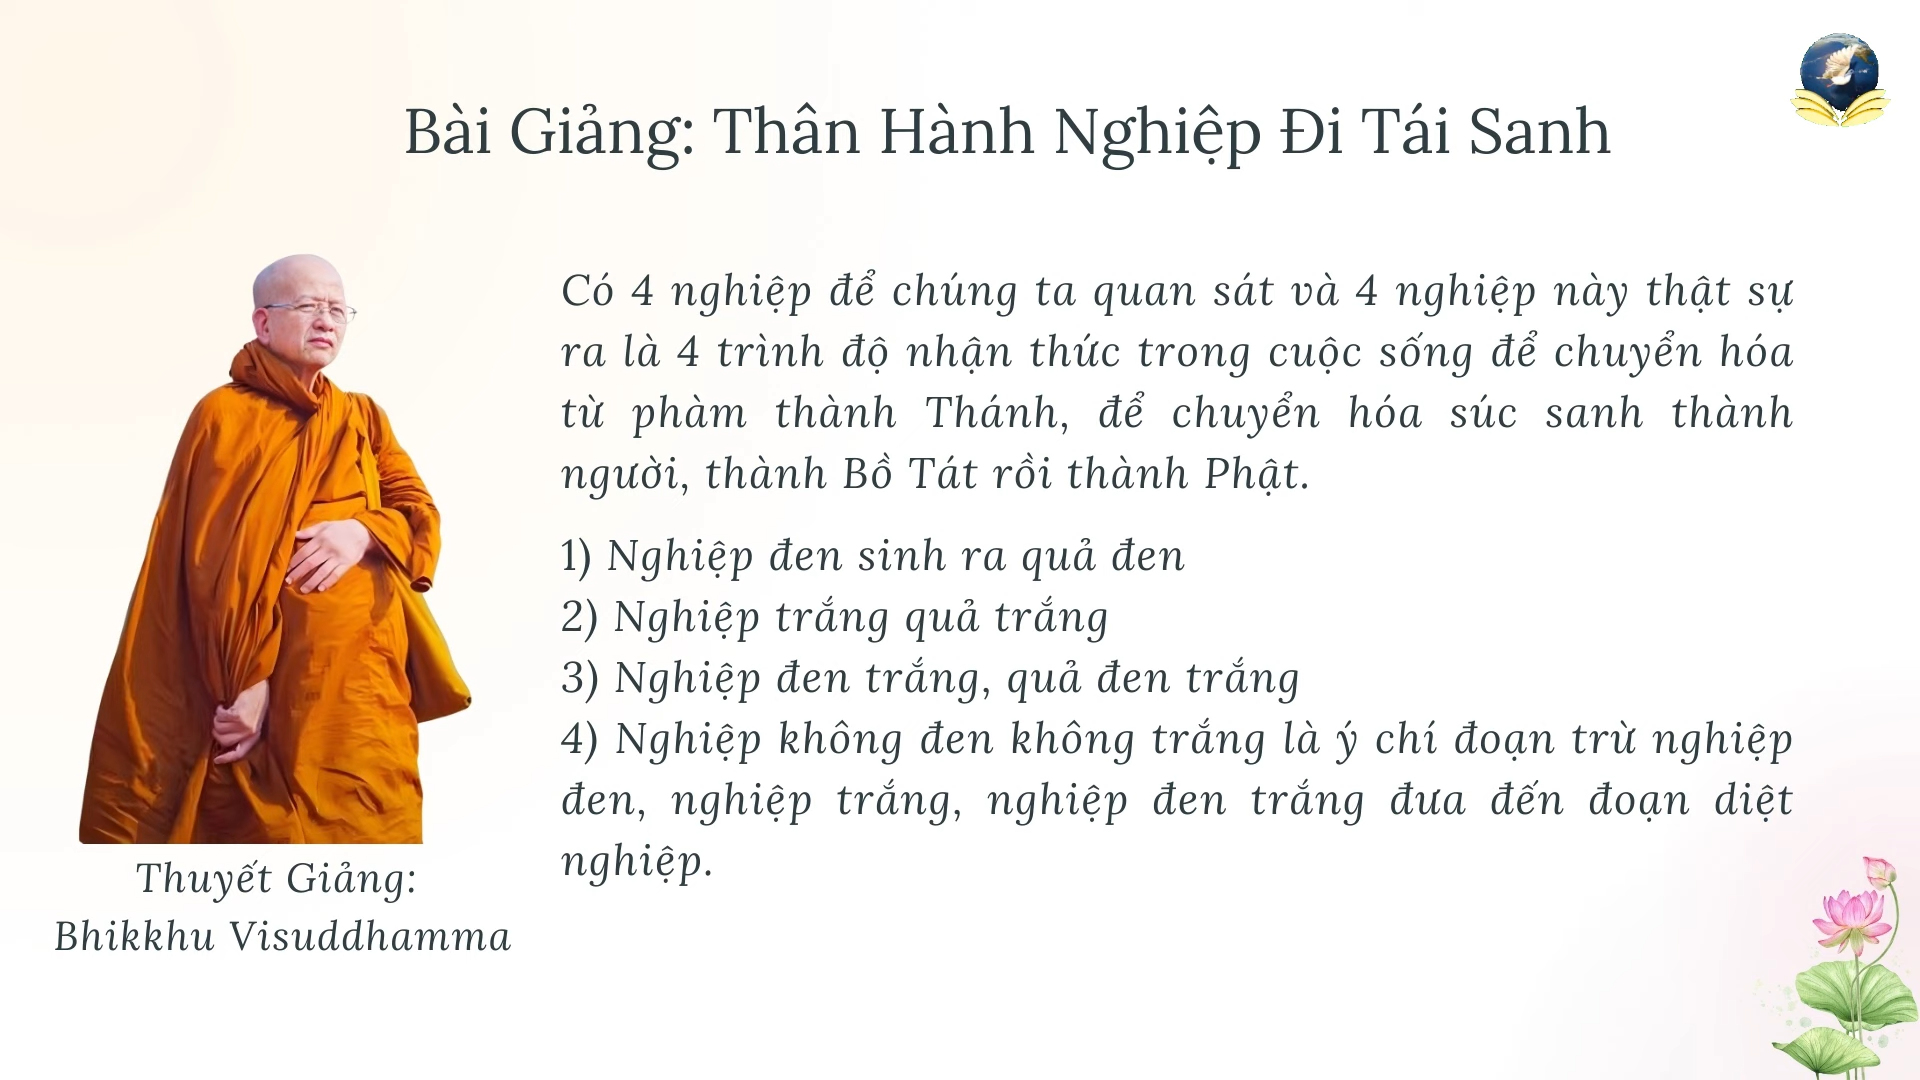 Bài Giảng: Thân Hành Nghiệp Đi Tái Sanh
Có 4 nghiệp để chúng ta quan sát và 4 nghiệp này thật sự
ra là 4 trình độ nhận thức trong cuộc sống để chuyển hóa
từ phàm thành Thánh, để chuyển hóa súc sanh thành
người, thành Bồ Tát rồi thành Phật.
1) Nghiệp đen sinh ra quả đen
2) Nghiệp trắng quả trắng
3) Nghiệp đen trắng, quả đen trắng
4) Nghiệp không đen không trắng là ý chí đoạn trừ nghiệp
đen, nghiệp trắng, nghiệp đen trắng đưa đến đoạn diệt
nghiệp.
Thuyết Giảng:
Bhikkhu Visuddhamma